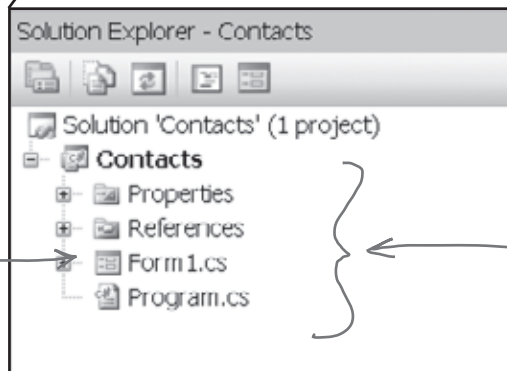 Solution Explorer - Contacts
Solution 'Contacts' (1 project)
Contacts
Properties
References
Form1.cs
Program.cs